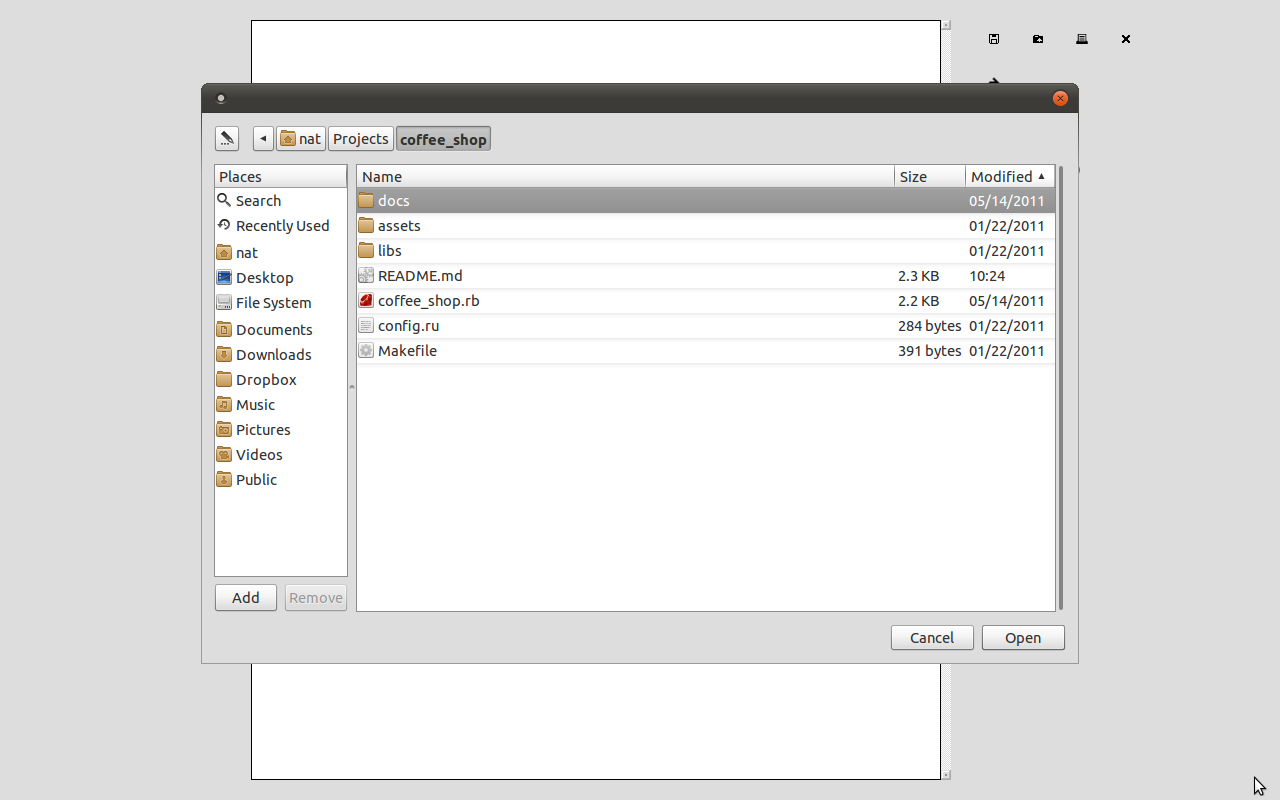 nat Projects coffee_shop
Places
Search
Recently Used
nat
Desktop
File System
Documents
Downloads
Dropbox
Music
Pictures
Videos
Public
Add Remove
Name Size Modified
docs 05/14/2011
assets 01/22/2011
libs 01/22/2011
README.md 2.3 KB 10:24
coffee_shop.rb 2.2 KB 05/14/2011
config.ru 284 bytes 01/22/2011
Makefile 391 bytes 01/22/2011
Cancel Open